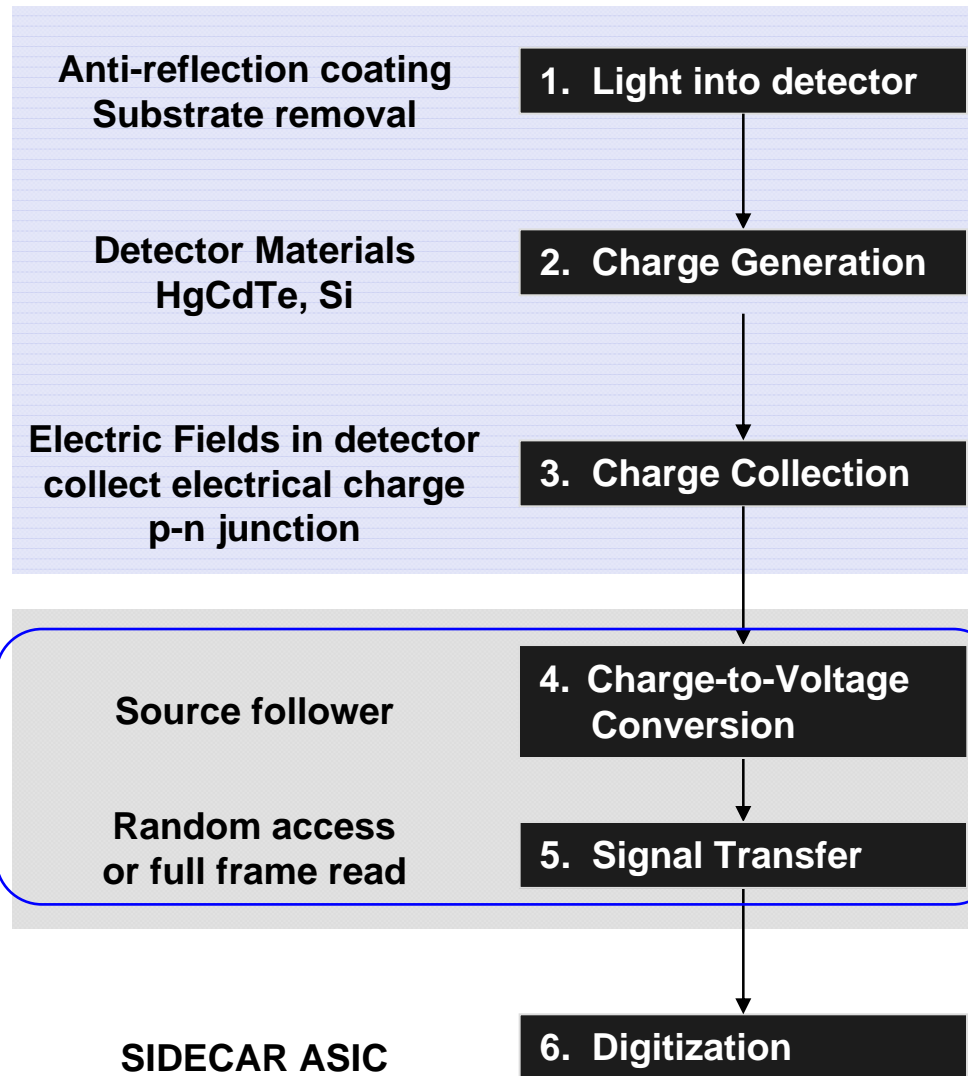 Anti-reflection coating
Substrate removal
1. Light into detector
Detector Materials
HgCdTe, Si
2. Charge Generation
Electric Fields in detector
collect electrical charge
p-n junction
3. Charge Collection
Source follower
4. Charge-to-Voltage
Conversion
Random access
or full frame read
5. Signal Transfer
SIDECAR ASIC
6. Digitization